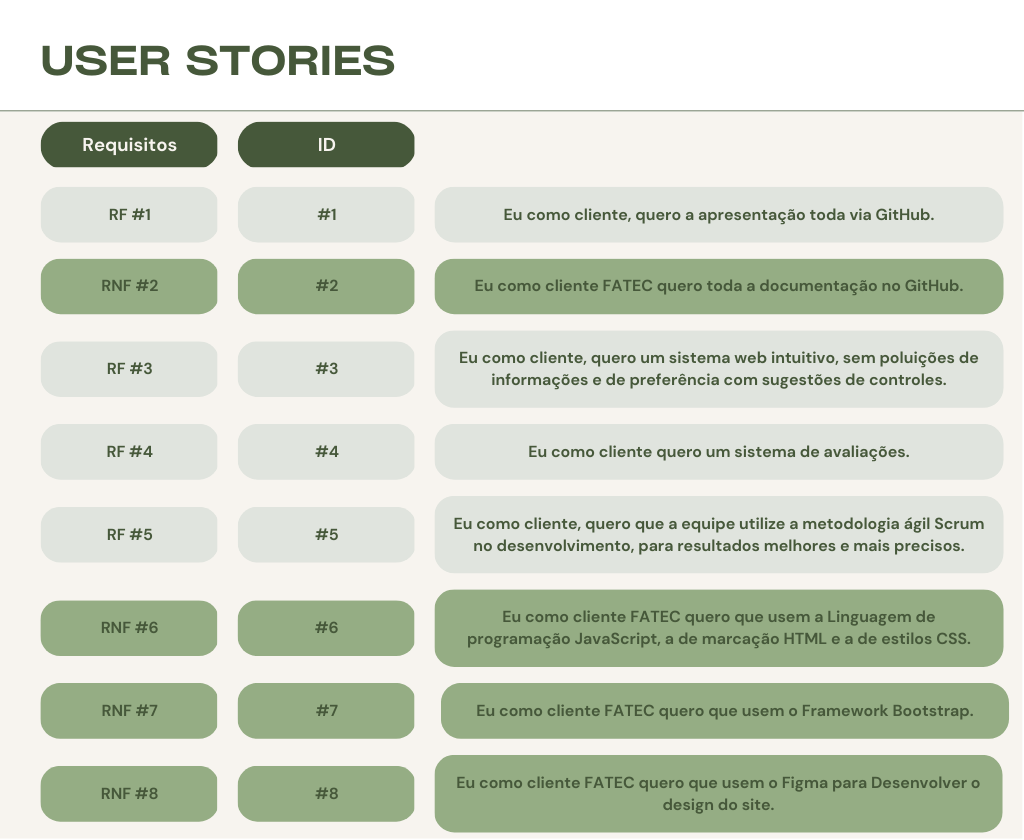 USER STORIES
Requisitos ID
RF #1 #1 Eu como cliente, quero a apresentação toda via GitHub.
RNF #2 #2 Eu como cliente FATEC quero toda a documentação no GitHub.
RF #3 #3 Eu como cliente, quero um sistema web intuitivo, sem poluições de
informações e de preferência com sugestões de controles.
RF #4 #4 Eu como cliente quero um sistema de avaliações.
RF #5 #5 Eu como cliente, quero que a equipe utilize a metodologia ágil Scrum
no desenvolvimento, para resultados melhores e mais precisos.
RNF #6 #6 Eu como cliente FATEC quero que usem a Linguagem de
programação JavaScript, a de marcação HTML e a de estilos CSS.
RNF #7 #7 Eu como cliente FATEC quero que usem o Framework Bootstrap.
RNF #8 #8 Eu como cliente FATEC quero que usem o Figma para Desenvolver o
design do site.